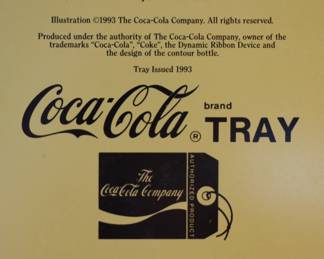 Illustration ©1993 The Coca-Cola Company. All rights reserved.
Produced under the authority of The Coca-Cola Company, owner of the
trademarks “Coca-Cola”, “Coke”, the Dynamic Ribbon Device and
the design of the contour bottle.
Tray Issued 1993
Coca-Cola® brand TRAY
The
Coca-Cola Company
AUTHORIZED PRODUCT